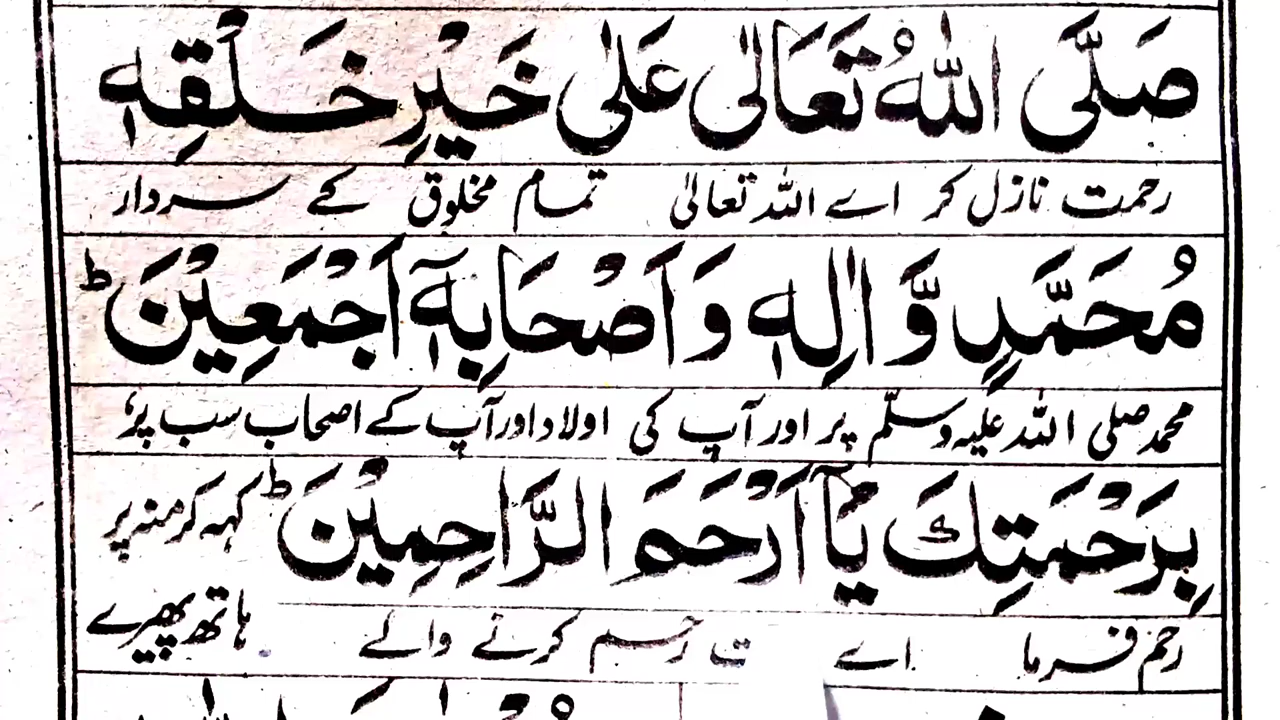 صَلَّى اللّٰهُ تَعَالٰى عَلٰى خَيْرِ خَلْقِهٖ
رحمت نازل کر اے اللہ تعالیٰ تمام مخلوق کے سردار
مُحَمَّدٍ وَّاٰلِهٖ وَاَصْحَابِهٖٓ اَجْمَعِيْنَ ؕ
محمد صلی اللہ علیہ وسلّم پر اور آپ کی اولاد اور آپ کے اصحاب سب پر،
بِرَحْمَتِكَ يَآ اَرْحَمَ الرَّاحِمِيْنَ ؕ کہہ کر منہ پر
ہاتھ پھیرے
رحم فرما اے رحم کرنے والے